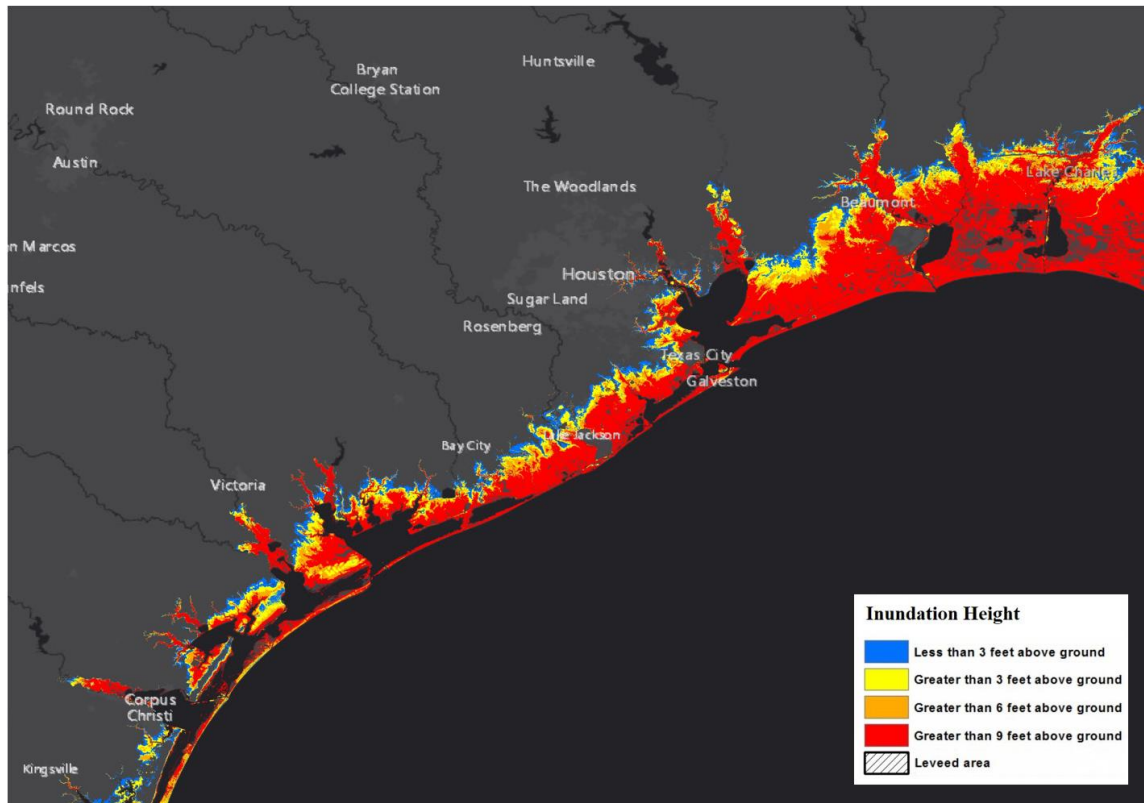 Huntsville
Bryan
College Station
Round Rock
Austin
The Woodlands
Lake Charles
Beaumont
n Marcos
Houston
nfels
Sugar Land
Rosenberg
Texas City
Galveston
Lake Jackson
Bay City
Victoria
Corpus
Christi
Kingsville
Inundation Height
Less than 3 feet above ground
Greater than 3 feet above ground
Greater than 6 feet above ground
Greater than 9 feet above ground
Leveed area